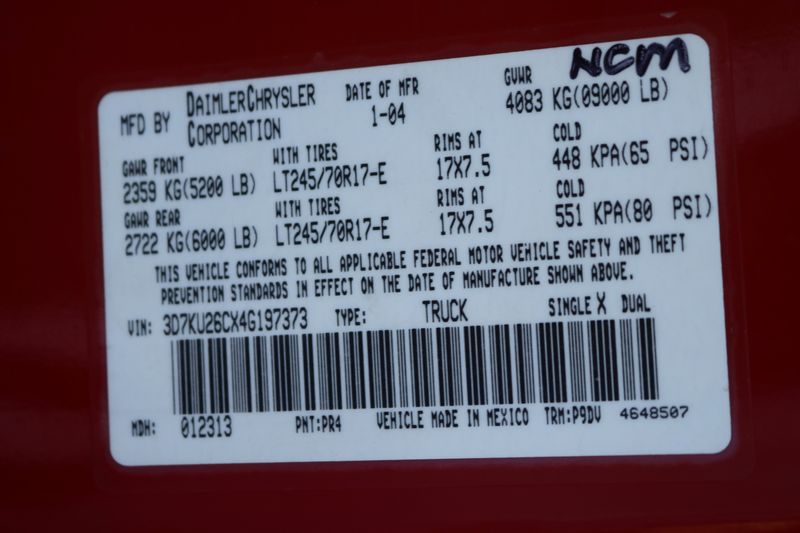 NCM
MFD BY DAIMLERCHRYSLER CORPORATION DATE OF MFR 1-04 GVWR 4083 KG(09000 LB)
GAWR FRONT WITH TIRES RIMS AT COLD
2359 KG(5200 LB) LT245/70R17-E 17X7.5 448 KPA(65 PSI)
GAWR REAR WITH TIRES RIMS AT COLD
2722 KG(6000 LB) LT245/70R17-E 17X7.5 551 KPA(80 PSI)
THIS VEHICLE CONFORMS TO ALL APPLICABLE FEDERAL MOTOR VEHICLE SAFETY AND THEFT
PREVENTION STANDARDS IN EFFECT ON THE DATE OF MANUFACTURE SHOWN ABOVE.
VIN: 3D7KU26CX4G197373 TYPE: TRUCK SINGLE X DUAL
MDH: 012313 PNT:PR4 VEHICLE MADE IN MEXICO TRM:P9DV 4648507